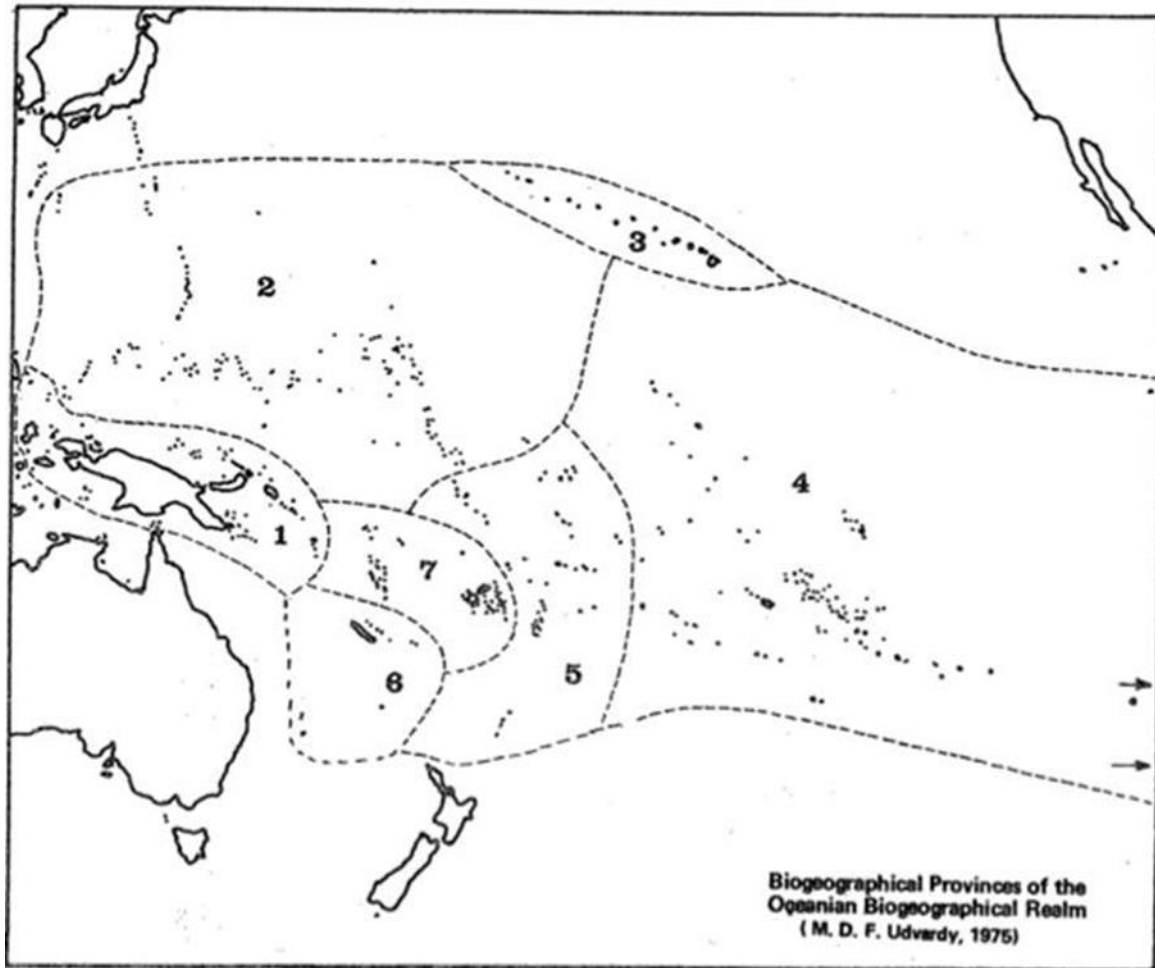 3
2
4
1
7
5
6
Biogeographical Provinces of the
Oceanian Biogeographical Realm
( M. D. F. Udvardy, 1975)